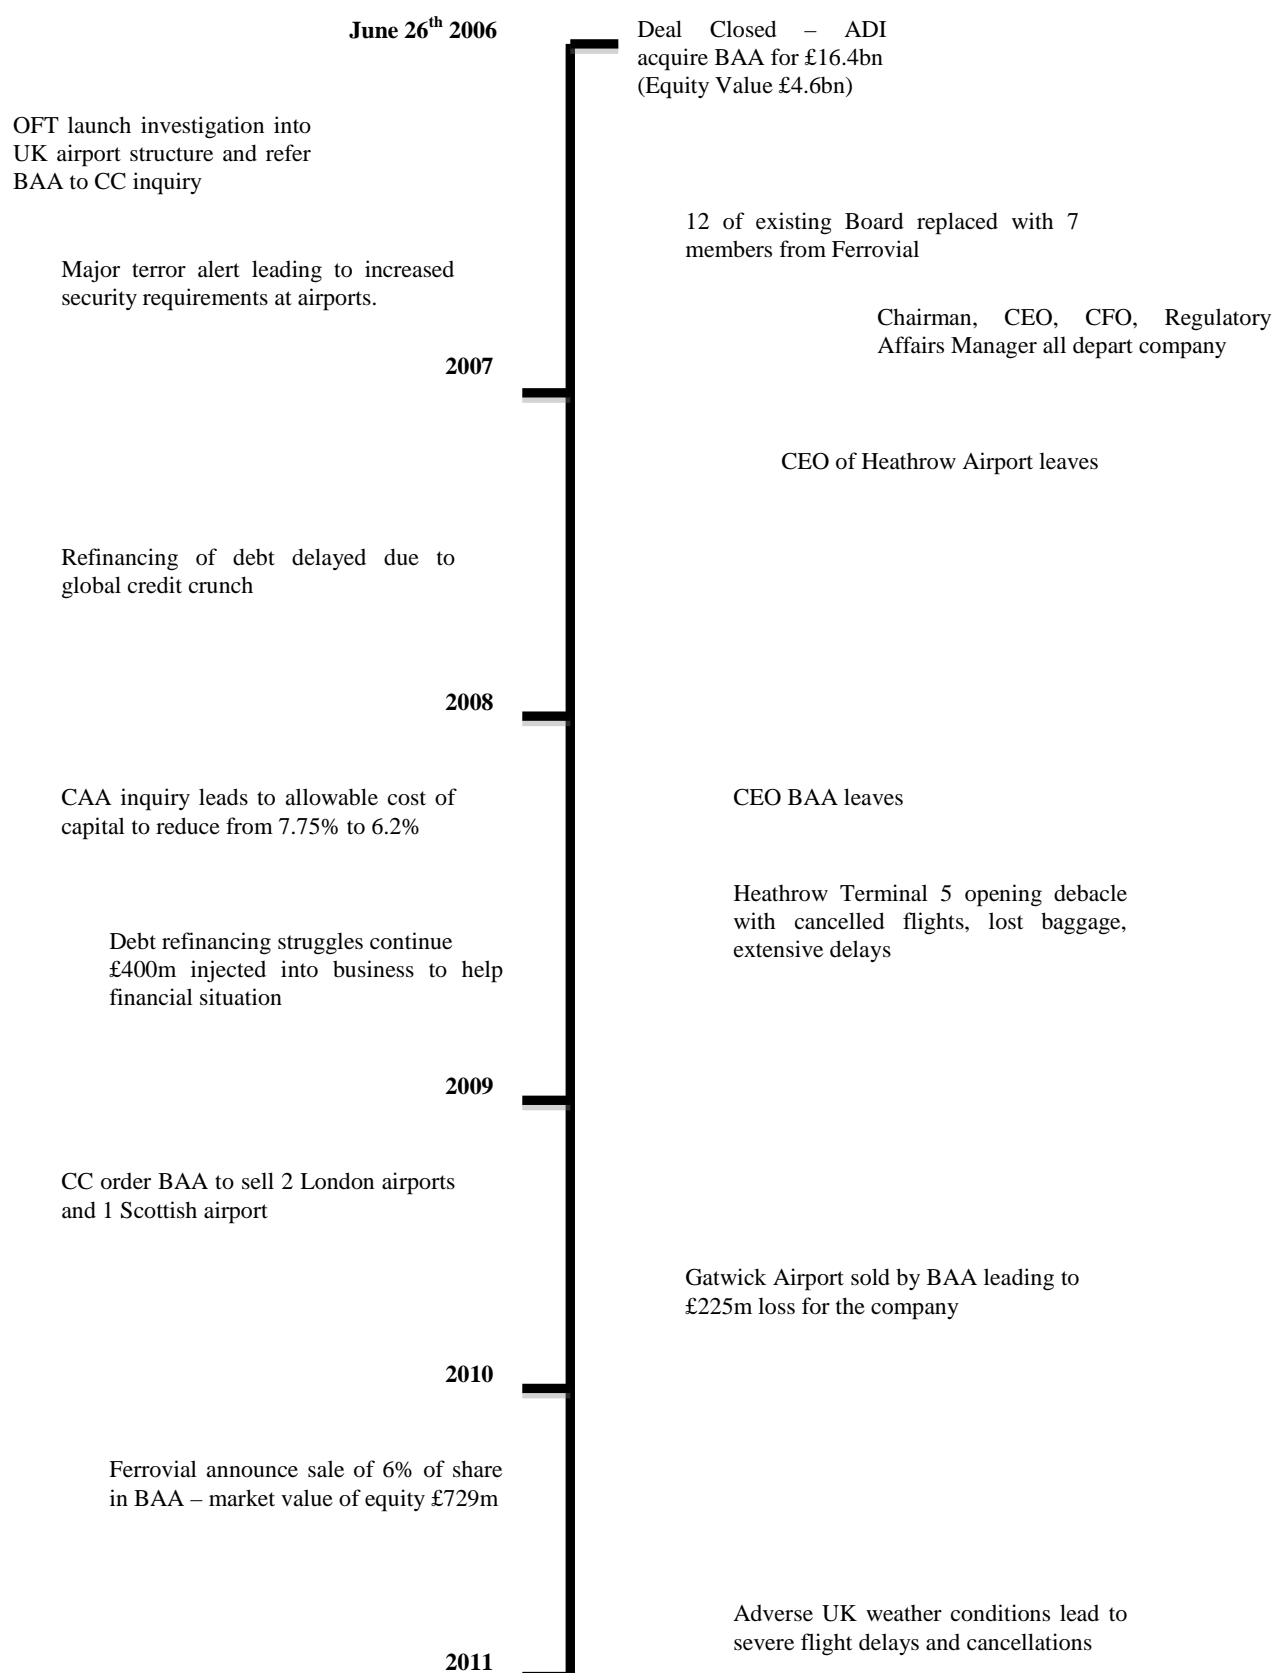 June 26th 2006
Deal Closed – ADI
acquire BAA for £16.4bn
(Equity Value £4.6bn)
OFT launch investigation into
UK airport structure and refer
BAA to CC inquiry
12 of existing Board replaced with 7
members from Ferrovial
Major terror alert leading to increased
security requirements at airports.
Chairman, CEO, CFO, Regulatory
Affairs Manager all depart company
2007
CEO of Heathrow Airport leaves
Refinancing of debt delayed due to
global credit crunch
2008
CAA inquiry leads to allowable cost of
capital to reduce from 7.75% to 6.2%
CEO BAA leaves
Heathrow Terminal 5 opening debacle
with cancelled flights, lost baggage,
extensive delays
Debt refinancing struggles continue
£400m injected into business to help
financial situation
2009
CC order BAA to sell 2 London airports
and 1 Scottish airport
Gatwick Airport sold by BAA leading to
£225m loss for the company
2010
Ferrovial announce sale of 6% of share
in BAA – market value of equity £729m
Adverse UK weather conditions lead to
severe flight delays and cancellations
2011